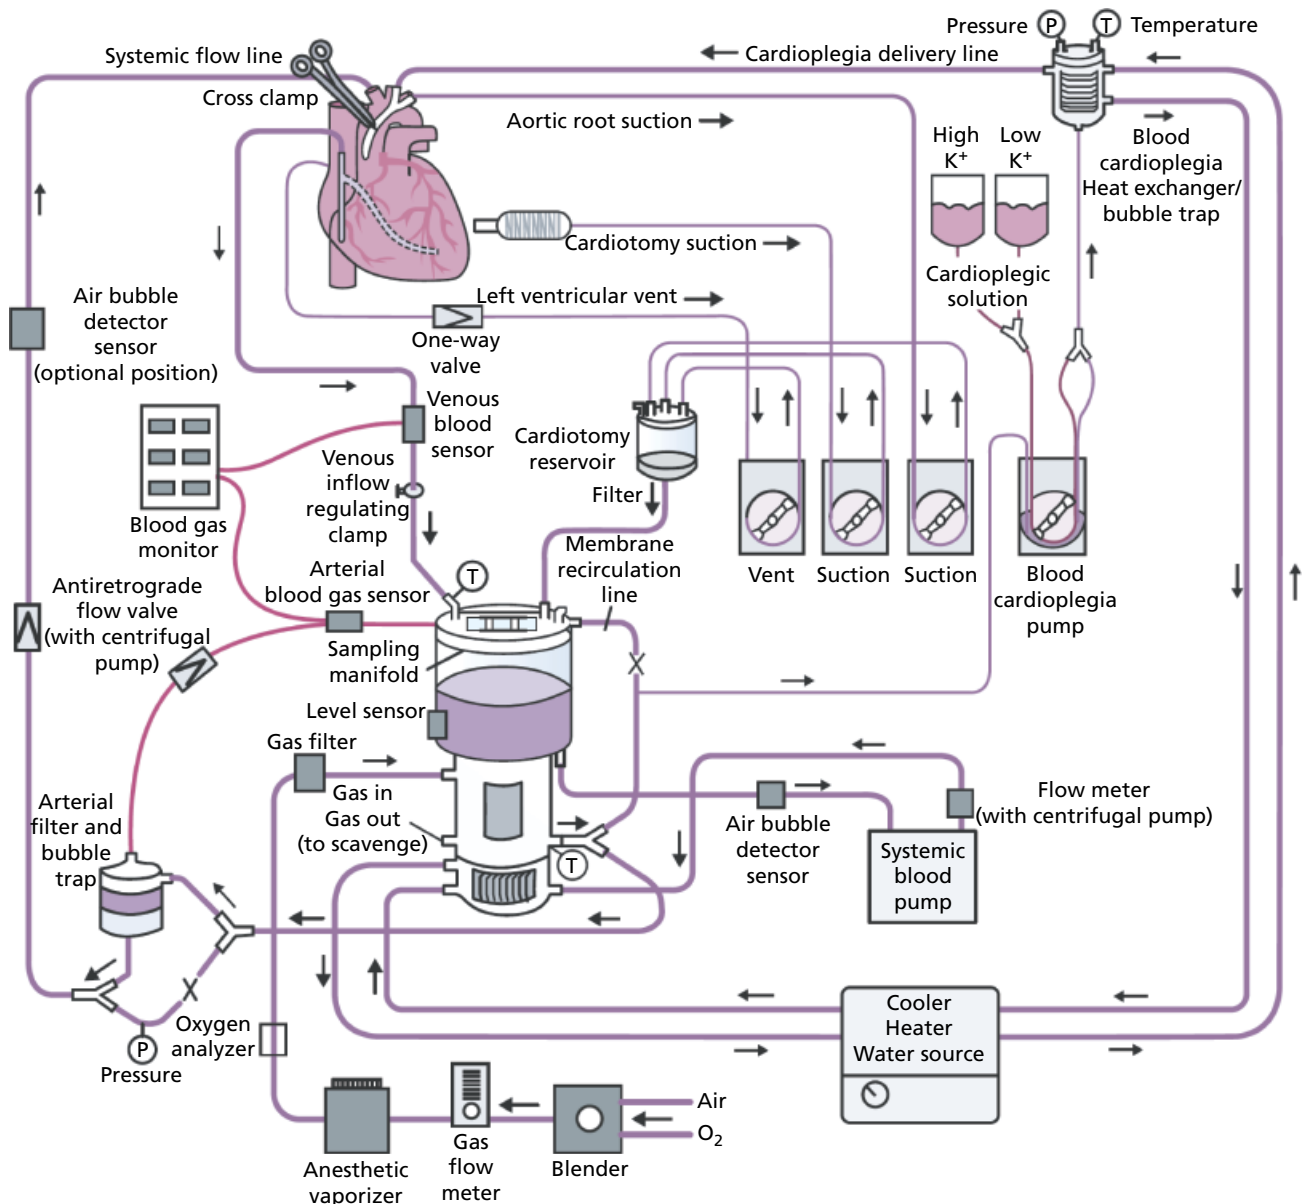 Pressure P T Temperature
Systemic flow line
Cardioplegia delivery line
Cross clamp
Aortic root suction
High
K+
Low
K+
Blood
cardioplegia
Heat exchanger/
bubble trap
Cardiotomy suction
Cardioplegic
solution
Left ventricular vent
One-way
valve
Air bubble
detector
sensor
(optional position)
Venous
blood
sensor
Cardiotomy
reservoir
Filter
Venous
inflow
regulating
clamp
Blood gas
monitor
Membrane
recirculation
line
Vent
Suction
Suction
Blood
cardioplegia
pump
Arterial
blood gas sensor
T
Antiretrograde
flow valve
(with centrifugal
pump)
Sampling
manifold
Level sensor
Gas filter
Gas in
Gas out
(to scavenge)
T
Arterial
filter and
bubble
trap
Air bubble
detector
sensor
Flow meter
(with centrifugal pump)
Systemic
blood
pump
Oxygen
analyzer
P
Pressure
Cooler
Heater
Water source
Air
O2
Anesthetic
vaporizer
Gas
flow
meter
Blender